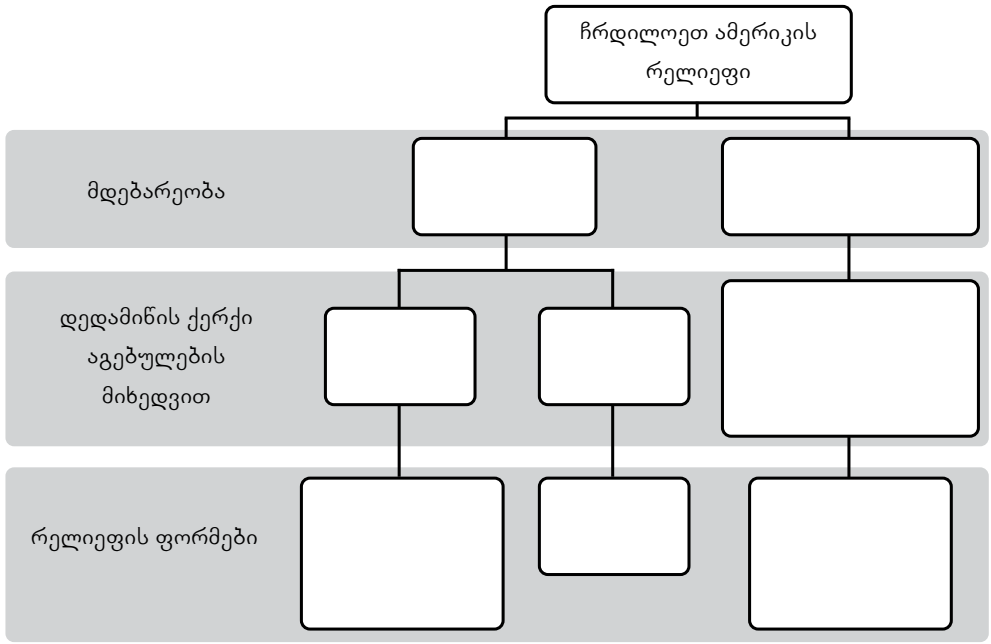 ჩრდილოეთ ამერიკის
რელიეფი
მდებარეობა
დედამიწის ქერქი
აგებულების
მიხედვით
რელიეფის ფორმები